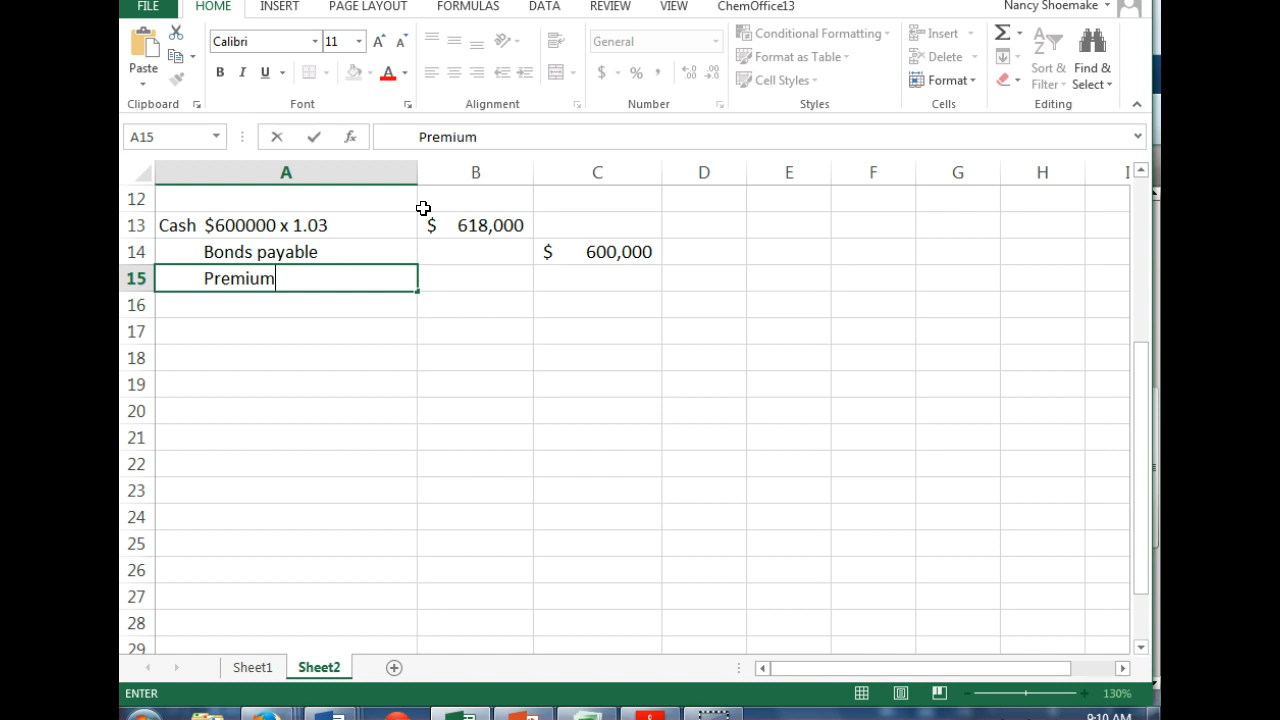 FILE HOME INSERT PAGE LAYOUT FORMULAS DATA REVIEW VIEW ChemOffice13 Nancy Shoemake
Paste
Calibri 11
B I U A
General
$ % ,
Conditional Formatting
Format as Table
Cell Styles
Insert
Delete
Format
Sort & Filter
Find & Select
Clipboard Font Alignment Number Styles Cells Editing
A15 fx Premium
A B C D E F G H I
12
13 Cash $600000 x 1.03 $ 618,000
14 Bonds payable $ 600,000
15 Premium
16
17
18
19
20
21
22
23
24
25
26
27
28
29
Sheet1 Sheet2
ENTER 130%
9:10 AM